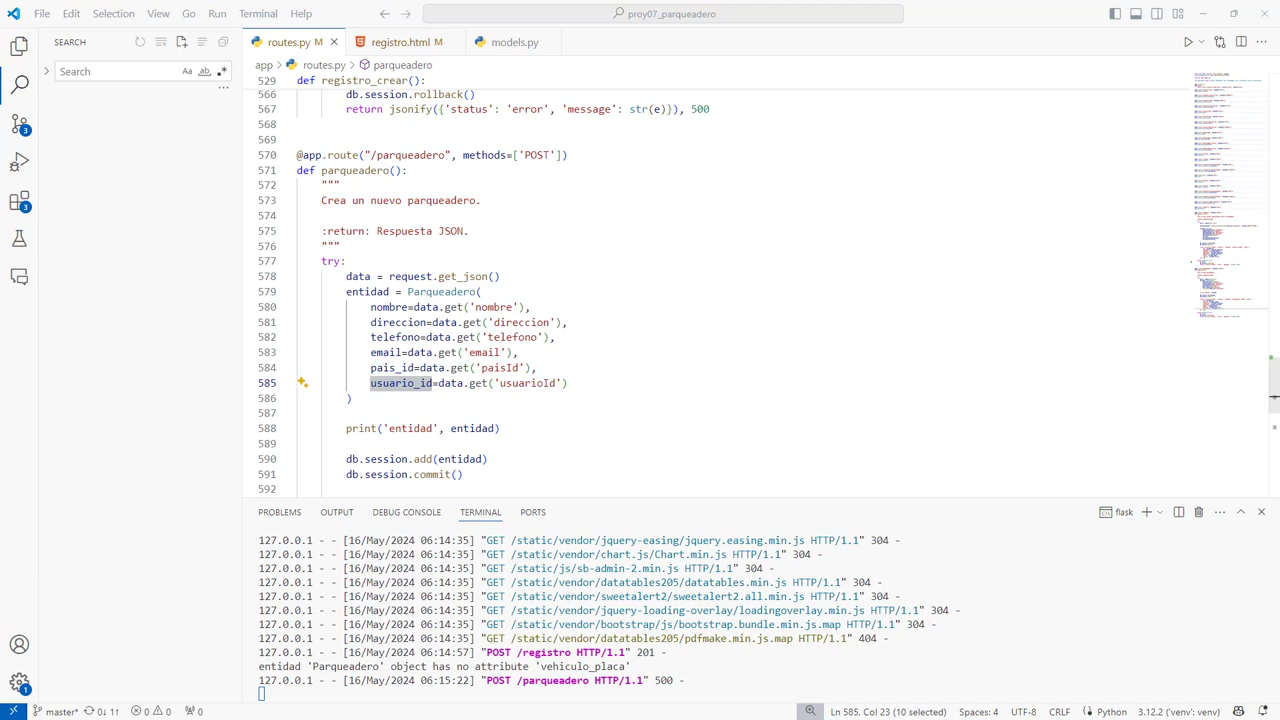 File Edit Selection View Go Run Terminal Help
proy07_parqueadero
SEARCH
Search
Aa ab .*
routes.py M
registro.html M
models.py
app > routes.py > parqueadero
529 def registro_crear():
566 db.session.rollback()
567
568
569
570 @app.route("/parqueadero", methods=["POST"])
571 def parqueadero():
572 """
573 Crear un parqueadero.
574
575 :return: Respuesta JSON.
576 """
577 try:
578 data = request.get_json()
579 entidad = Parqueadero(
580
581 direccion=data.get('direccion'),
582 telefono=data.get('telefono'),
583 email=data.get('email'),
584 pais_id=data.get('paisId'),
585 usuario_id=data.get('usuarioId')
586 )
587
588 print('entidad', entidad)
589
590 db.session.add(entidad)
591 db.session.commit()
592
PROBLEMS OUTPUT DEBUG CONSOLE TERMINAL PORTS
flask
127.0.0.1 - - [16/May/2024 06:14:35] "GET /static/vendor/jquery-easing/jquery.easing.min.js HTTP/1.1" 304 -
127.0.0.1 - - [16/May/2024 06:14:35] "GET /static/vendor/chart.js/Chart.min.js HTTP/1.1" 304 -
127.0.0.1 - - [16/May/2024 06:14:35] "GET /static/js/sb-admin-2.min.js HTTP/1.1" 304 -
127.0.0.1 - - [16/May/2024 06:14:35] "GET /static/vendor/datatables205/datatables.min.js HTTP/1.1" 304 -
127.0.0.1 - - [16/May/2024 06:14:35] "GET /static/vendor/sweetalert2/sweetalert2.all.min.js HTTP/1.1" 304 -
127.0.0.1 - - [16/May/2024 06:14:35] "GET /static/vendor/jquery-loading-overlay/loadingoverlay.min.js HTTP/1.1" 304 -
127.0.0.1 - - [16/May/2024 06:14:35] "GET /static/vendor/bootstrap/js/bootstrap.bundle.min.js.map HTTP/1.1" 304 -
127.0.0.1 - - [16/May/2024 06:14:35] "GET /static/vendor/datatables205/pdfmake.min.js.map HTTP/1.1" 404 -
127.0.0.1 - - [16/May/2024 06:14:57] "POST /registro HTTP/1.1" 201 -
entidad 'Parqueadero' object has no attribute 'vehiculo_placa'
127.0.0.1 - - [16/May/2024 06:15:22] "POST /parqueadero HTTP/1.1" 500 -
3
3
1
master* 0↓ 1↑ 0 0 0 Ln 585, Col 23 (10 selected) Spaces: 4 UTF-8 CRLF Python 3.12.2 ('venv': venv)